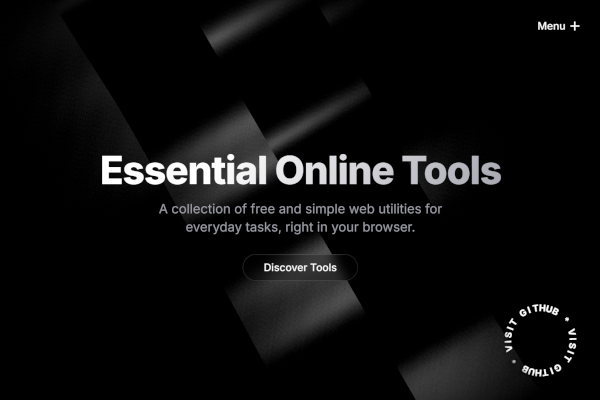 Menu +
Essential Online Tools
A collection of free and simple web utilities for
everyday tasks, right in your browser.
Discover Tools
VISIT GITHUB • VISIT GITHUB •